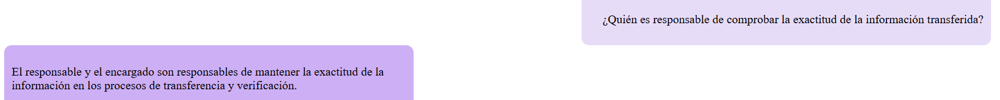 ¿Quién es responsable de comprobar la exactitud de la información transferida?
El responsable y el encargado son responsables de mantener la exactitud de la
información en los procesos de transferencia y verificación.